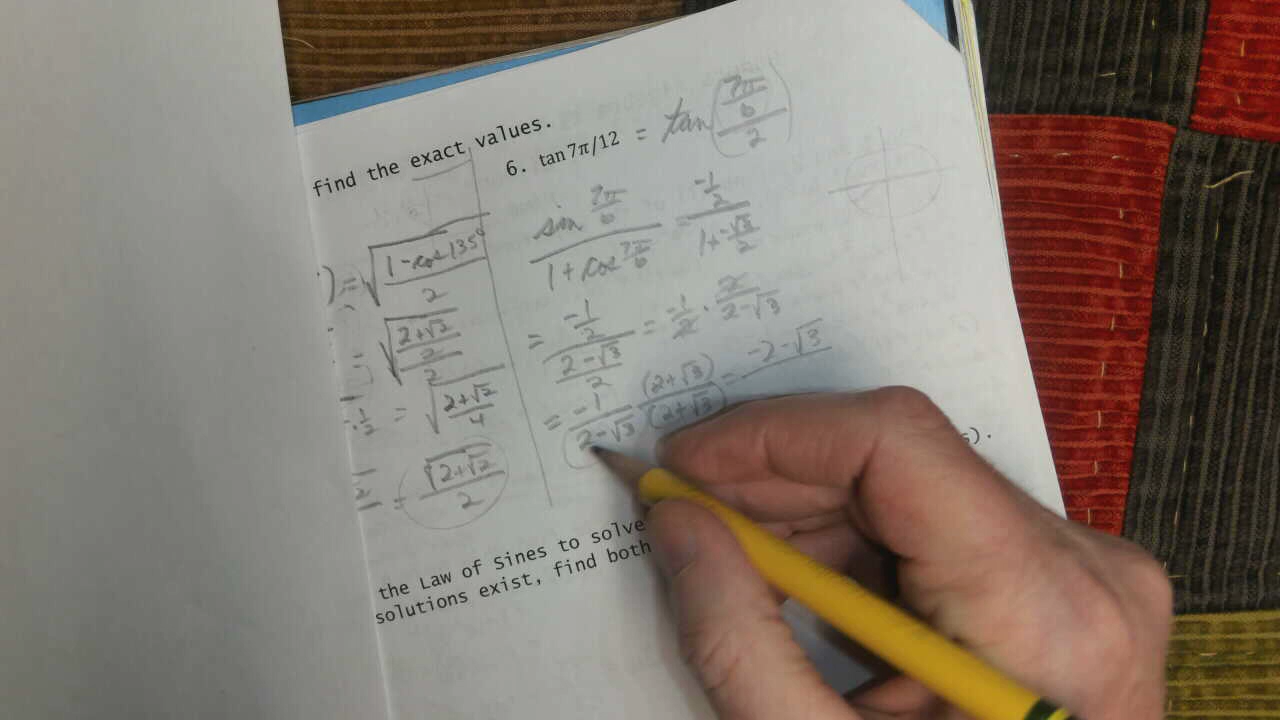 find the exact values.
6. tan 7π/12 = tan((7π/6)/2)
) = √((1-cos 135°)/2)
= √(((2+√2)/2)/2)
= √((2+√2)/4)
= √(2+√2)/2
(sin 7π/6)/(1+cos 7π/6) = (-1/2)/(1+ -√3/2)
= (-1/2)/((2-√3)/2) = -1/2 · 2/(2-√3)
= -1/(2-√3) (2+√3)/(2+√3) = -2-√3
s).
the Law of Sines to solve
solutions exist, find both